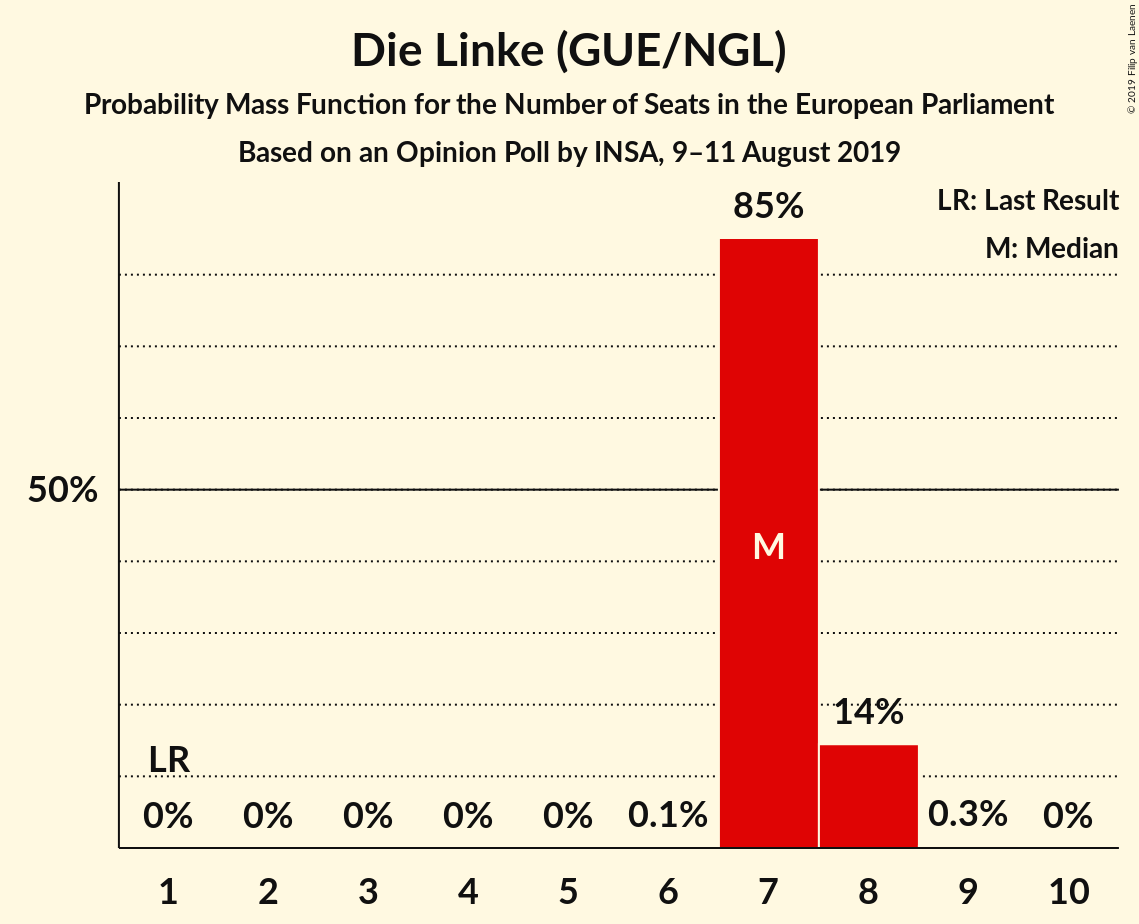 Die Linke (GUE/NGL)
Probability Mass Function for the Number of Seats in the European Parliament
Based on an Opinion Poll by INSA, 9–11 August 2019
© 2019 Filip van Laenen
LR: Last Result
M: Median
85%
50%
M
14%
LR
0% 0% 0% 0% 0% 0.1% 0.3% 0%
1 2 3 4 5 6 7 8 9 10